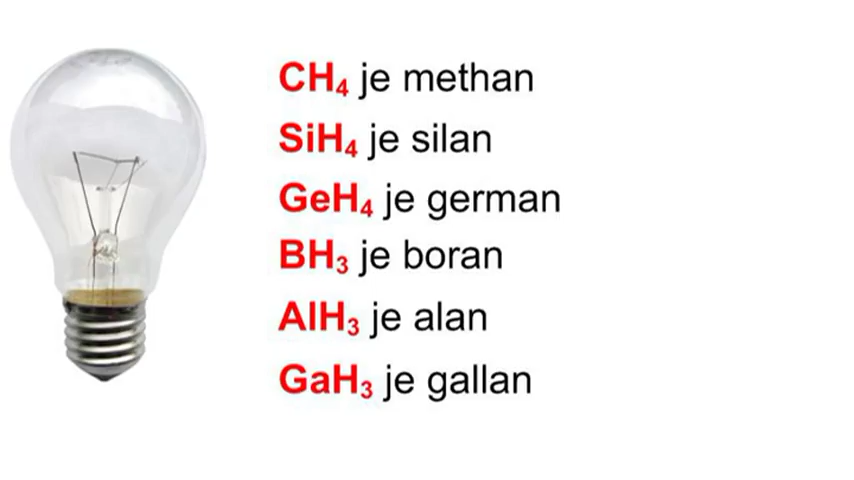 CH₄ je methan
SiH₄ je silan
GeH₄ je german
BH₃ je boran
AlH₃ je alan
GaH₃ je gallan